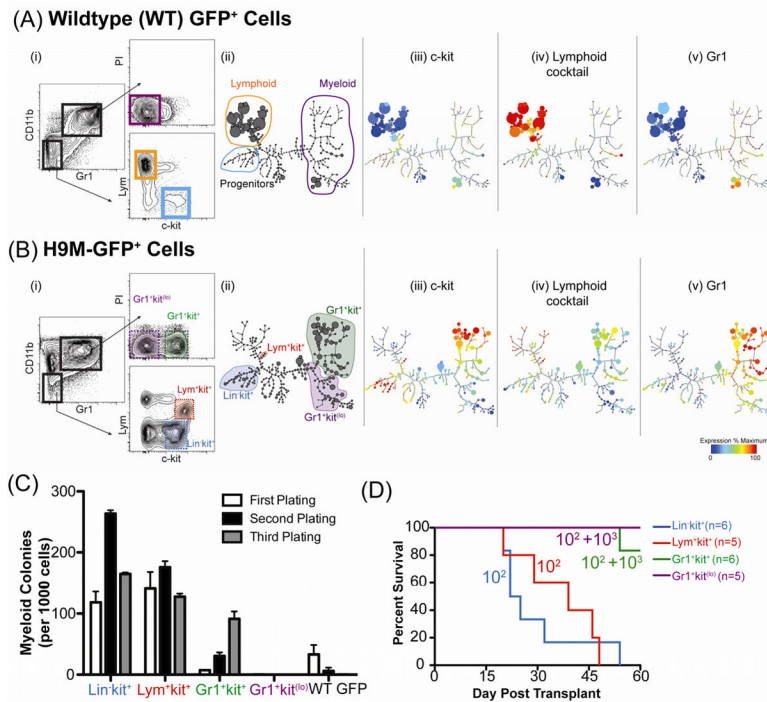 (A) Wildtype (WT) GFP+ Cells
(i)
(ii)
(iii) c-kit
(iv) Lymphoid cocktail
(v) Gr1
PI
CD11b
Gr1
Lym
c-kit
Lymphoid
Myeloid
Progenitors
(B) H9M-GFP+ Cells
(i)
(ii)
(iii) c-kit
(iv) Lymphoid cocktail
(v) Gr1
PI
Gr1+kit(lo)
Gr1+kit+
CD11b
Gr1
Lym
Lym+kit+
Lin-kit+
c-kit
Gr1+kit+
Lym+kit+
Lin-kit+
Gr1+kit(lo)
Expression % Maximum
0 100
(C)
Myeloid Colonies
(per 1000 cells)
300
200
100
0
First Plating
Second Plating
Third Plating
Lin-kit+ Lym+kit+ Gr1+kit+ Gr1+kit(lo) WT GFP
(D)
Percent Survival
100
80
60
40
20
0
10² +10³
10² +10³
10²
10²
Lin-kit+ (n=6)
Lym+kit+ (n=5)
Gr1+kit+ (n=6)
Gr1+kit(lo) (n=5)
0 15 30 45 60
Day Post Transplant